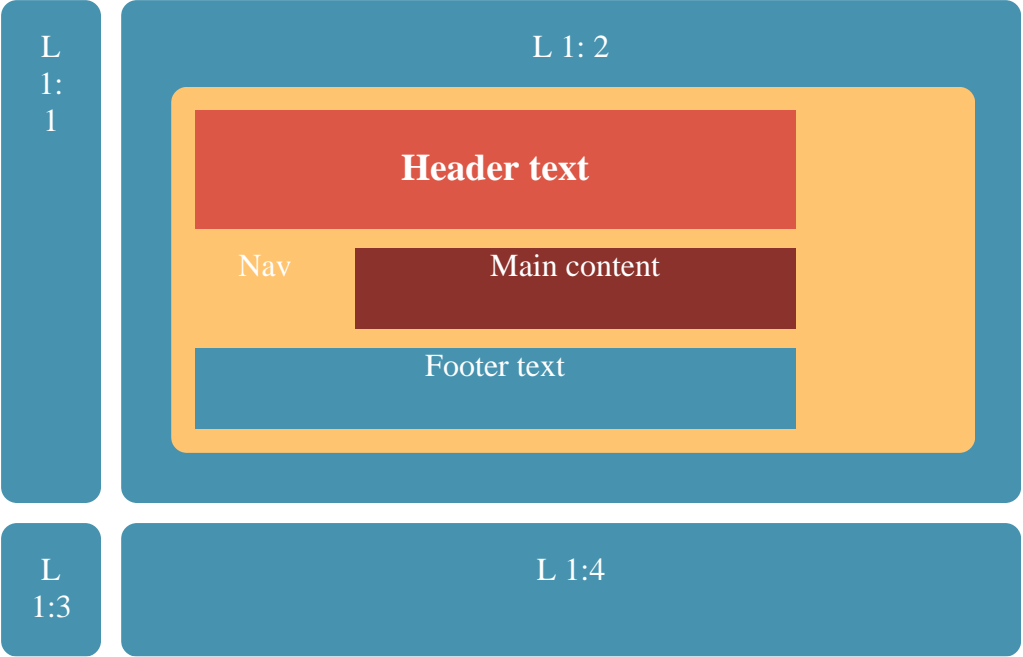 L
1:
1
L 1: 2
Header text
Nav
Main content
Footer text
L
1:3
L 1:4